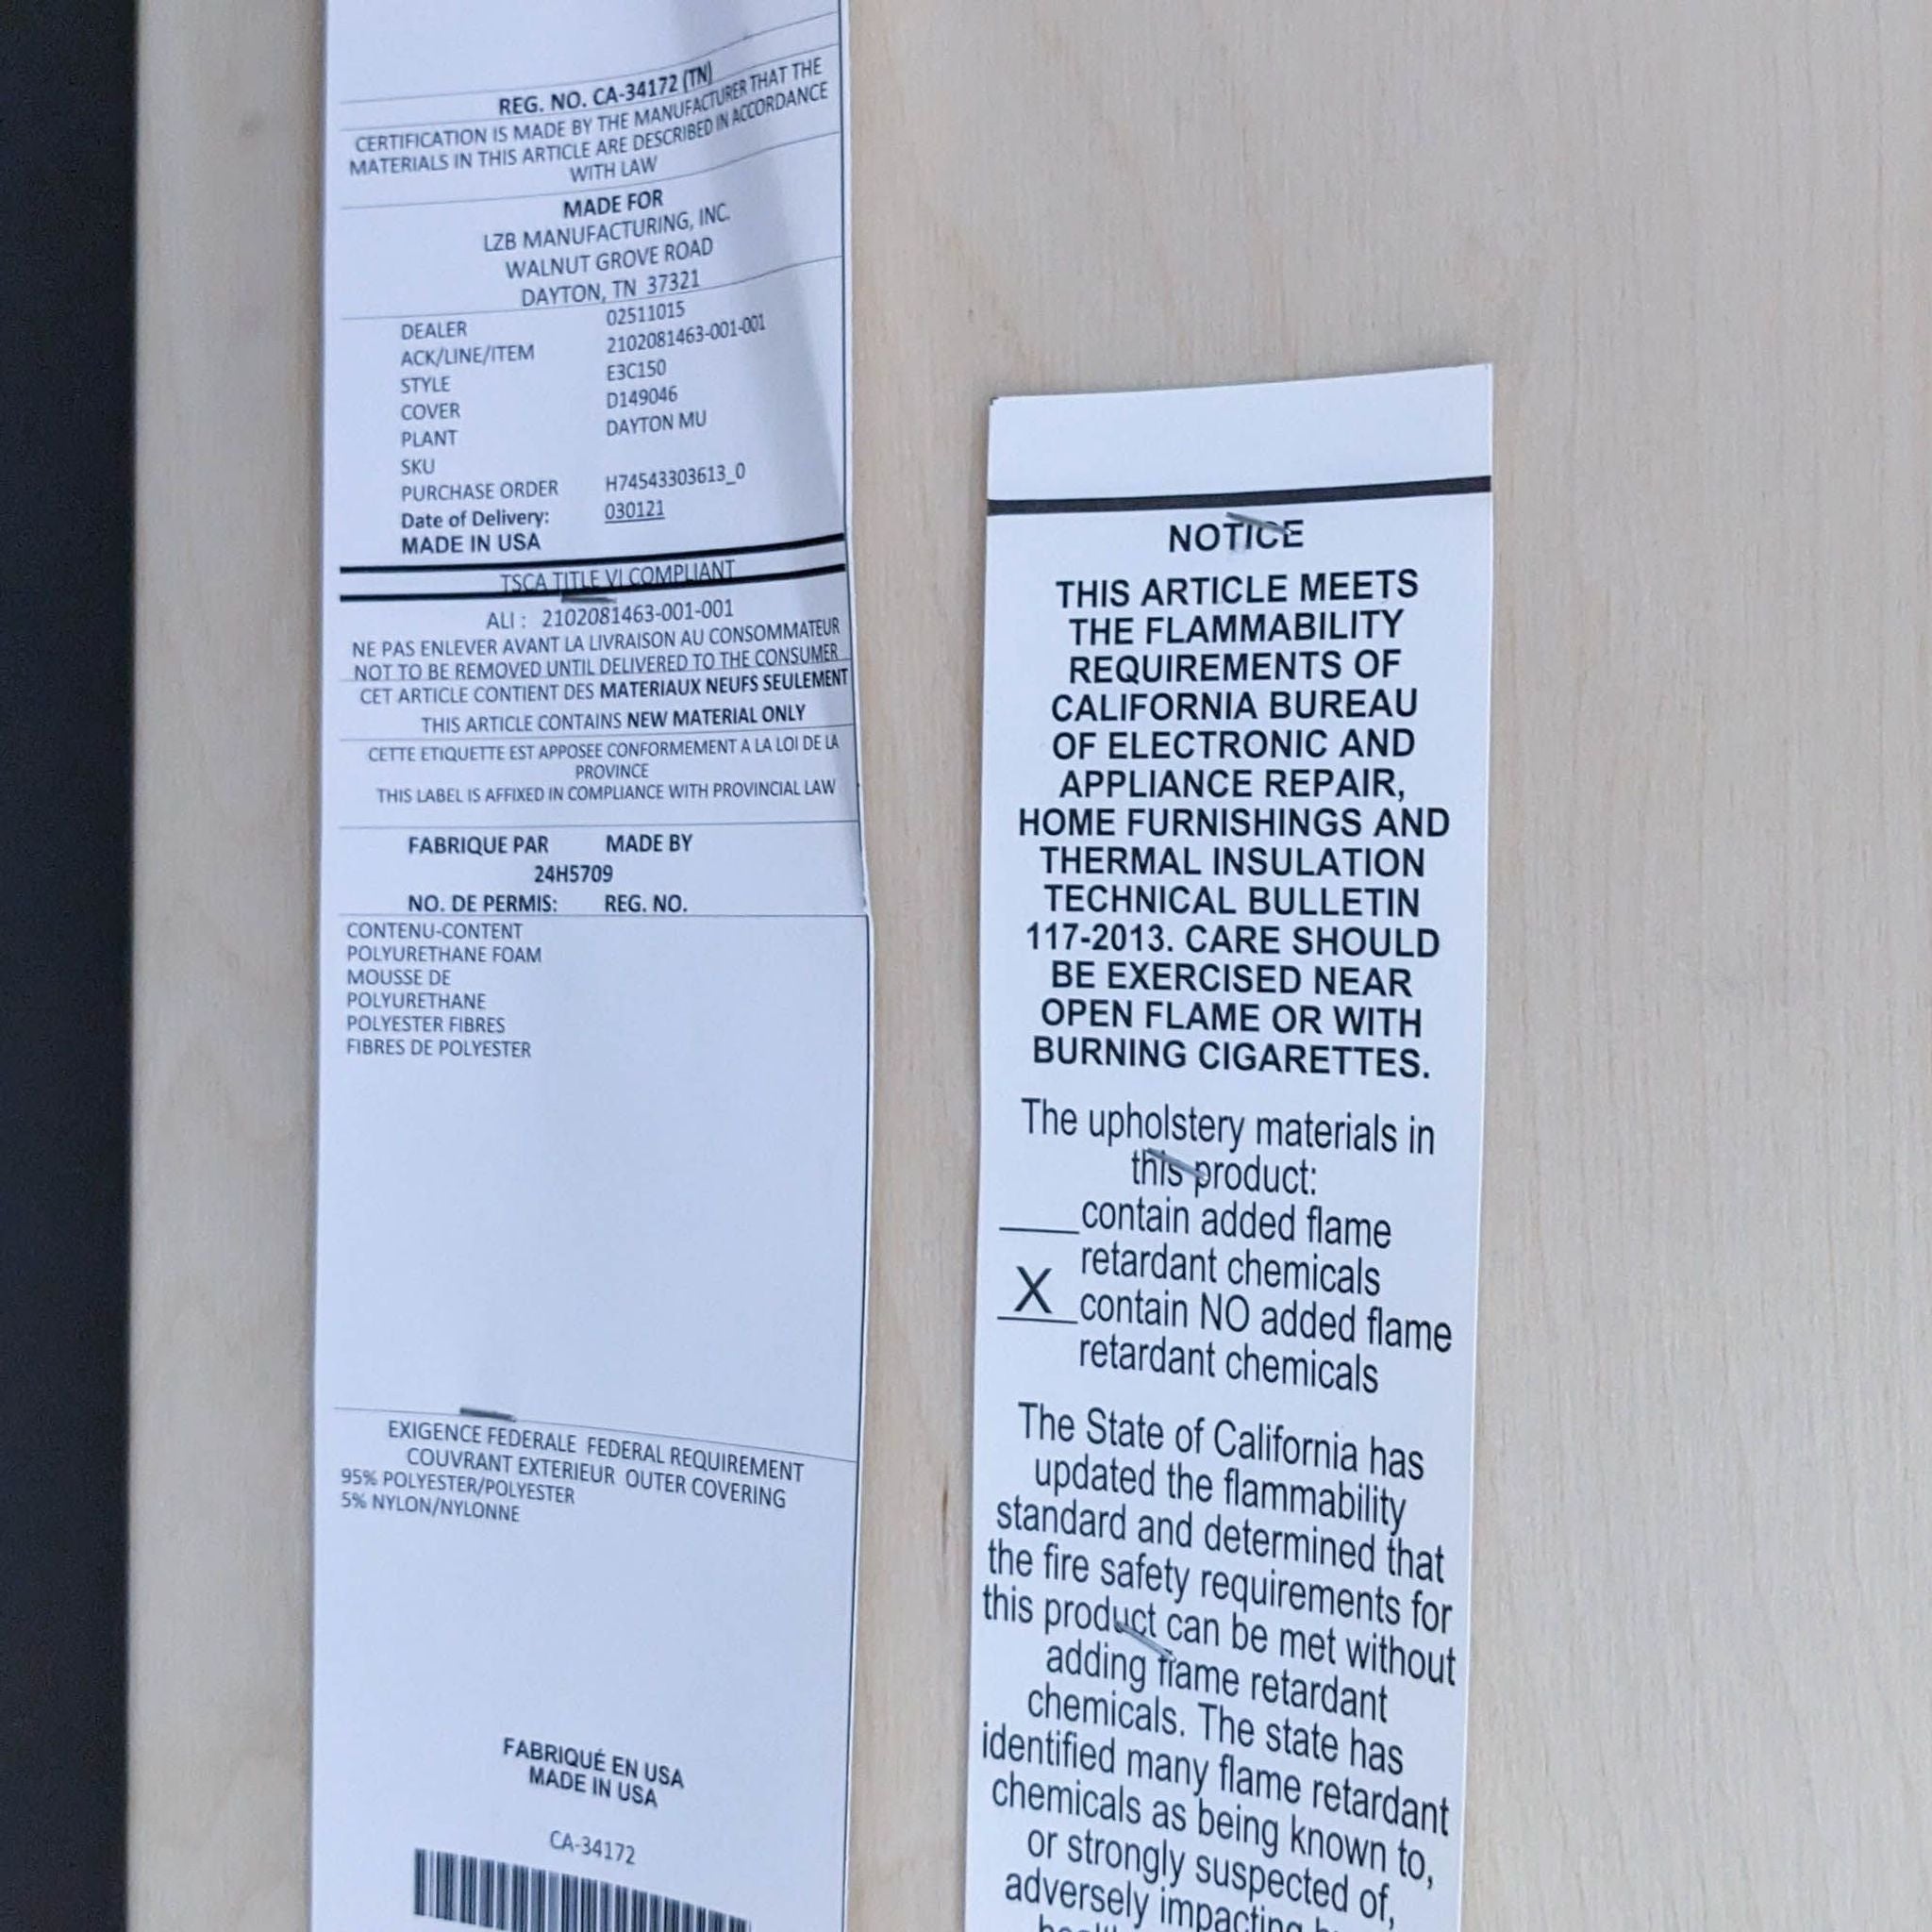 REG. NO. CA-34172 (TN)
CERTIFICATION IS MADE BY THE MANUFACTURER THAT THE
MATERIALS IN THIS ARTICLE ARE DESCRIBED IN ACCORDANCE
WITH LAW
MADE FOR
LZB MANUFACTURING, INC.
WALNUT GROVE ROAD
DAYTON, TN 37321
DEALER 02511015
ACK/LINE/ITEM 2102081463-001-001
STYLE E3C150
COVER D149046
PLANT DAYTON MU
SKU
PURCHASE ORDER H74543303613_0
Date of Delivery: 030121
MADE IN USA
TSCA TITLE VI COMPLIANT
ALI : 2102081463-001-001
NE PAS ENLEVER AVANT LA LIVRAISON AU CONSOMMATEUR
NOT TO BE REMOVED UNTIL DELIVERED TO THE CONSUMER
CET ARTICLE CONTIENT DES MATERIAUX NEUFS SEULEMENT
THIS ARTICLE CONTAINS NEW MATERIAL ONLY
CETTE ETIQUETTE EST APPOSEE CONFORMEMENT A LA LOI DE LA
PROVINCE
THIS LABEL IS AFFIXED IN COMPLIANCE WITH PROVINCIAL LAW
FABRIQUE PAR MADE BY
24H5709
NO. DE PERMIS: REG. NO.
CONTENU-CONTENT
POLYURETHANE FOAM
MOUSSE DE
POLYURETHANE
POLYESTER FIBRES
FIBRES DE POLYESTER
EXIGENCE FEDERALE FEDERAL REQUIREMENT
COUVRANT EXTERIEUR OUTER COVERING
95% POLYESTER/POLYESTER
5% NYLON/NYLONNE
FABRIQUÉ EN USA
MADE IN USA
CA-34172
NOTICE
THIS ARTICLE MEETS
THE FLAMMABILITY
REQUIREMENTS OF
CALIFORNIA BUREAU
OF ELECTRONIC AND
APPLIANCE REPAIR,
HOME FURNISHINGS AND
THERMAL INSULATION
TECHNICAL BULLETIN
117-2013. CARE SHOULD
BE EXERCISED NEAR
OPEN FLAME OR WITH
BURNING CIGARETTES.
The upholstery materials in
this product:
____contain added flame
retardant chemicals
X contain NO added flame
retardant chemicals
The State of California has
updated the flammability
standard and determined that
the fire safety requirements for
this product can be met without
adding flame retardant
chemicals. The state has
identified many flame retardant
chemicals as being known to,
or strongly suspected of,
adversely impacting